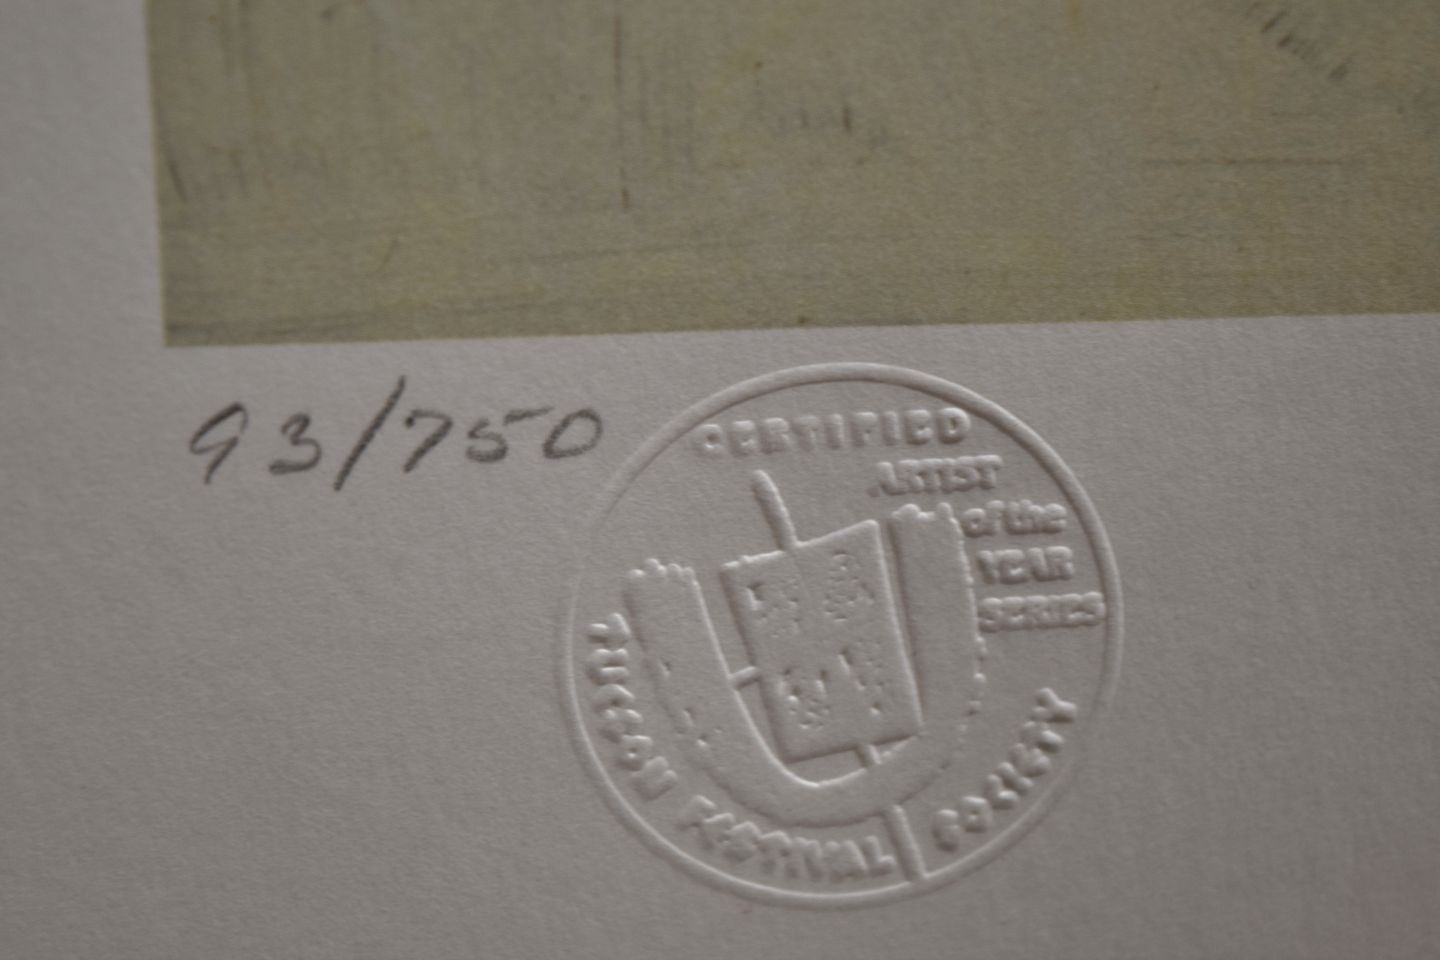 93/750
CERTIFIED
ARTIST
of the
YEAR
SERIES
TUCSON FESTIVAL SOCIETY